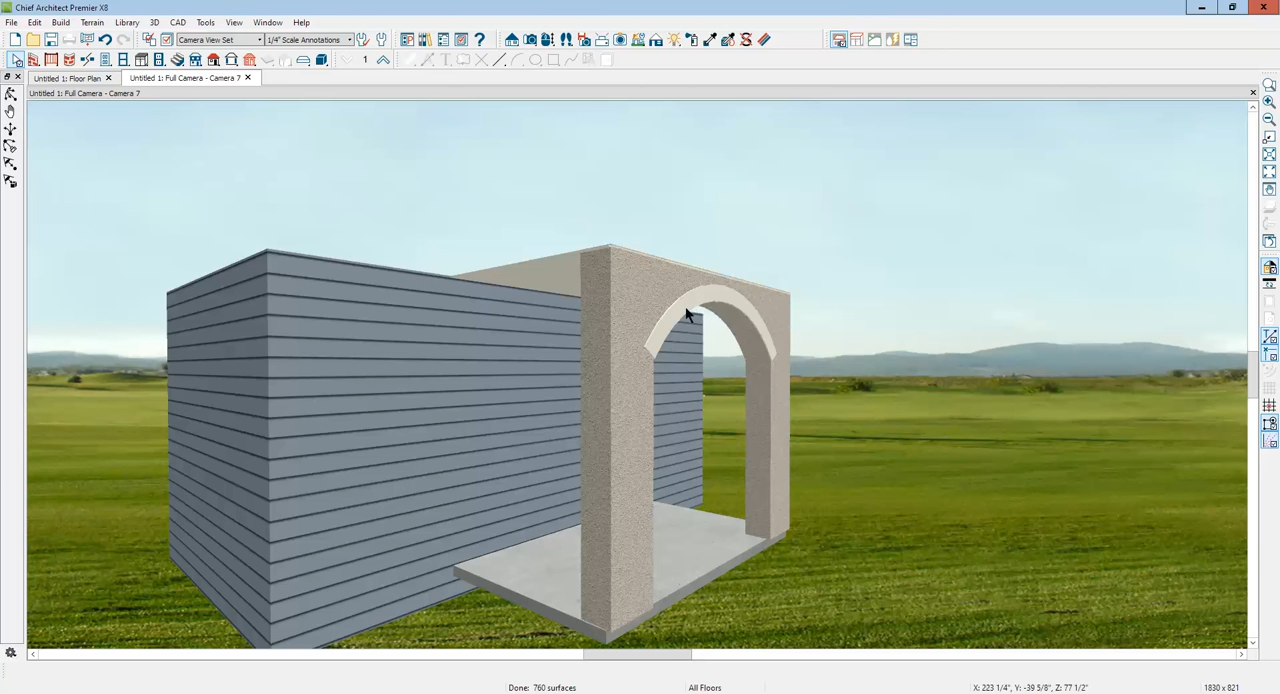 Chief Architect Premier X8
File Edit Build Terrain Library 3D CAD Tools View Window Help
Camera View Set 1/4" Scale Annotations
1
Untitled 1: Floor Plan Untitled 1: Full Camera - Camera 7
Untitled 1: Full Camera - Camera 7
Done: 760 surfaces All Floors X: 223 1/4", Y: -39 5/8", Z: 77 1/2" 1830 x 821